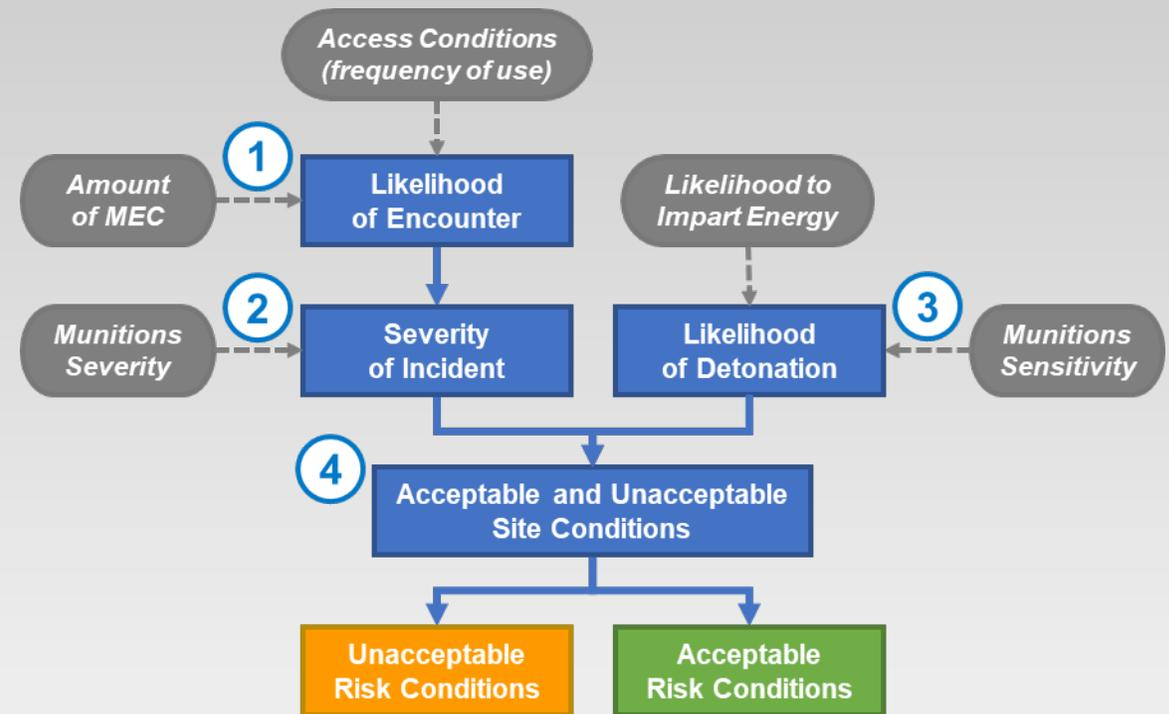 Access Conditions
(frequency of use)
1
Amount
of MEC
Likelihood
of Encounter
Likelihood to
Impart Energy
2
Munitions
Severity
Severity
of Incident
Likelihood
of Detonation
3
Munitions
Sensitivity
4
Acceptable and Unacceptable
Site Conditions
Unacceptable
Risk Conditions
Acceptable
Risk Conditions